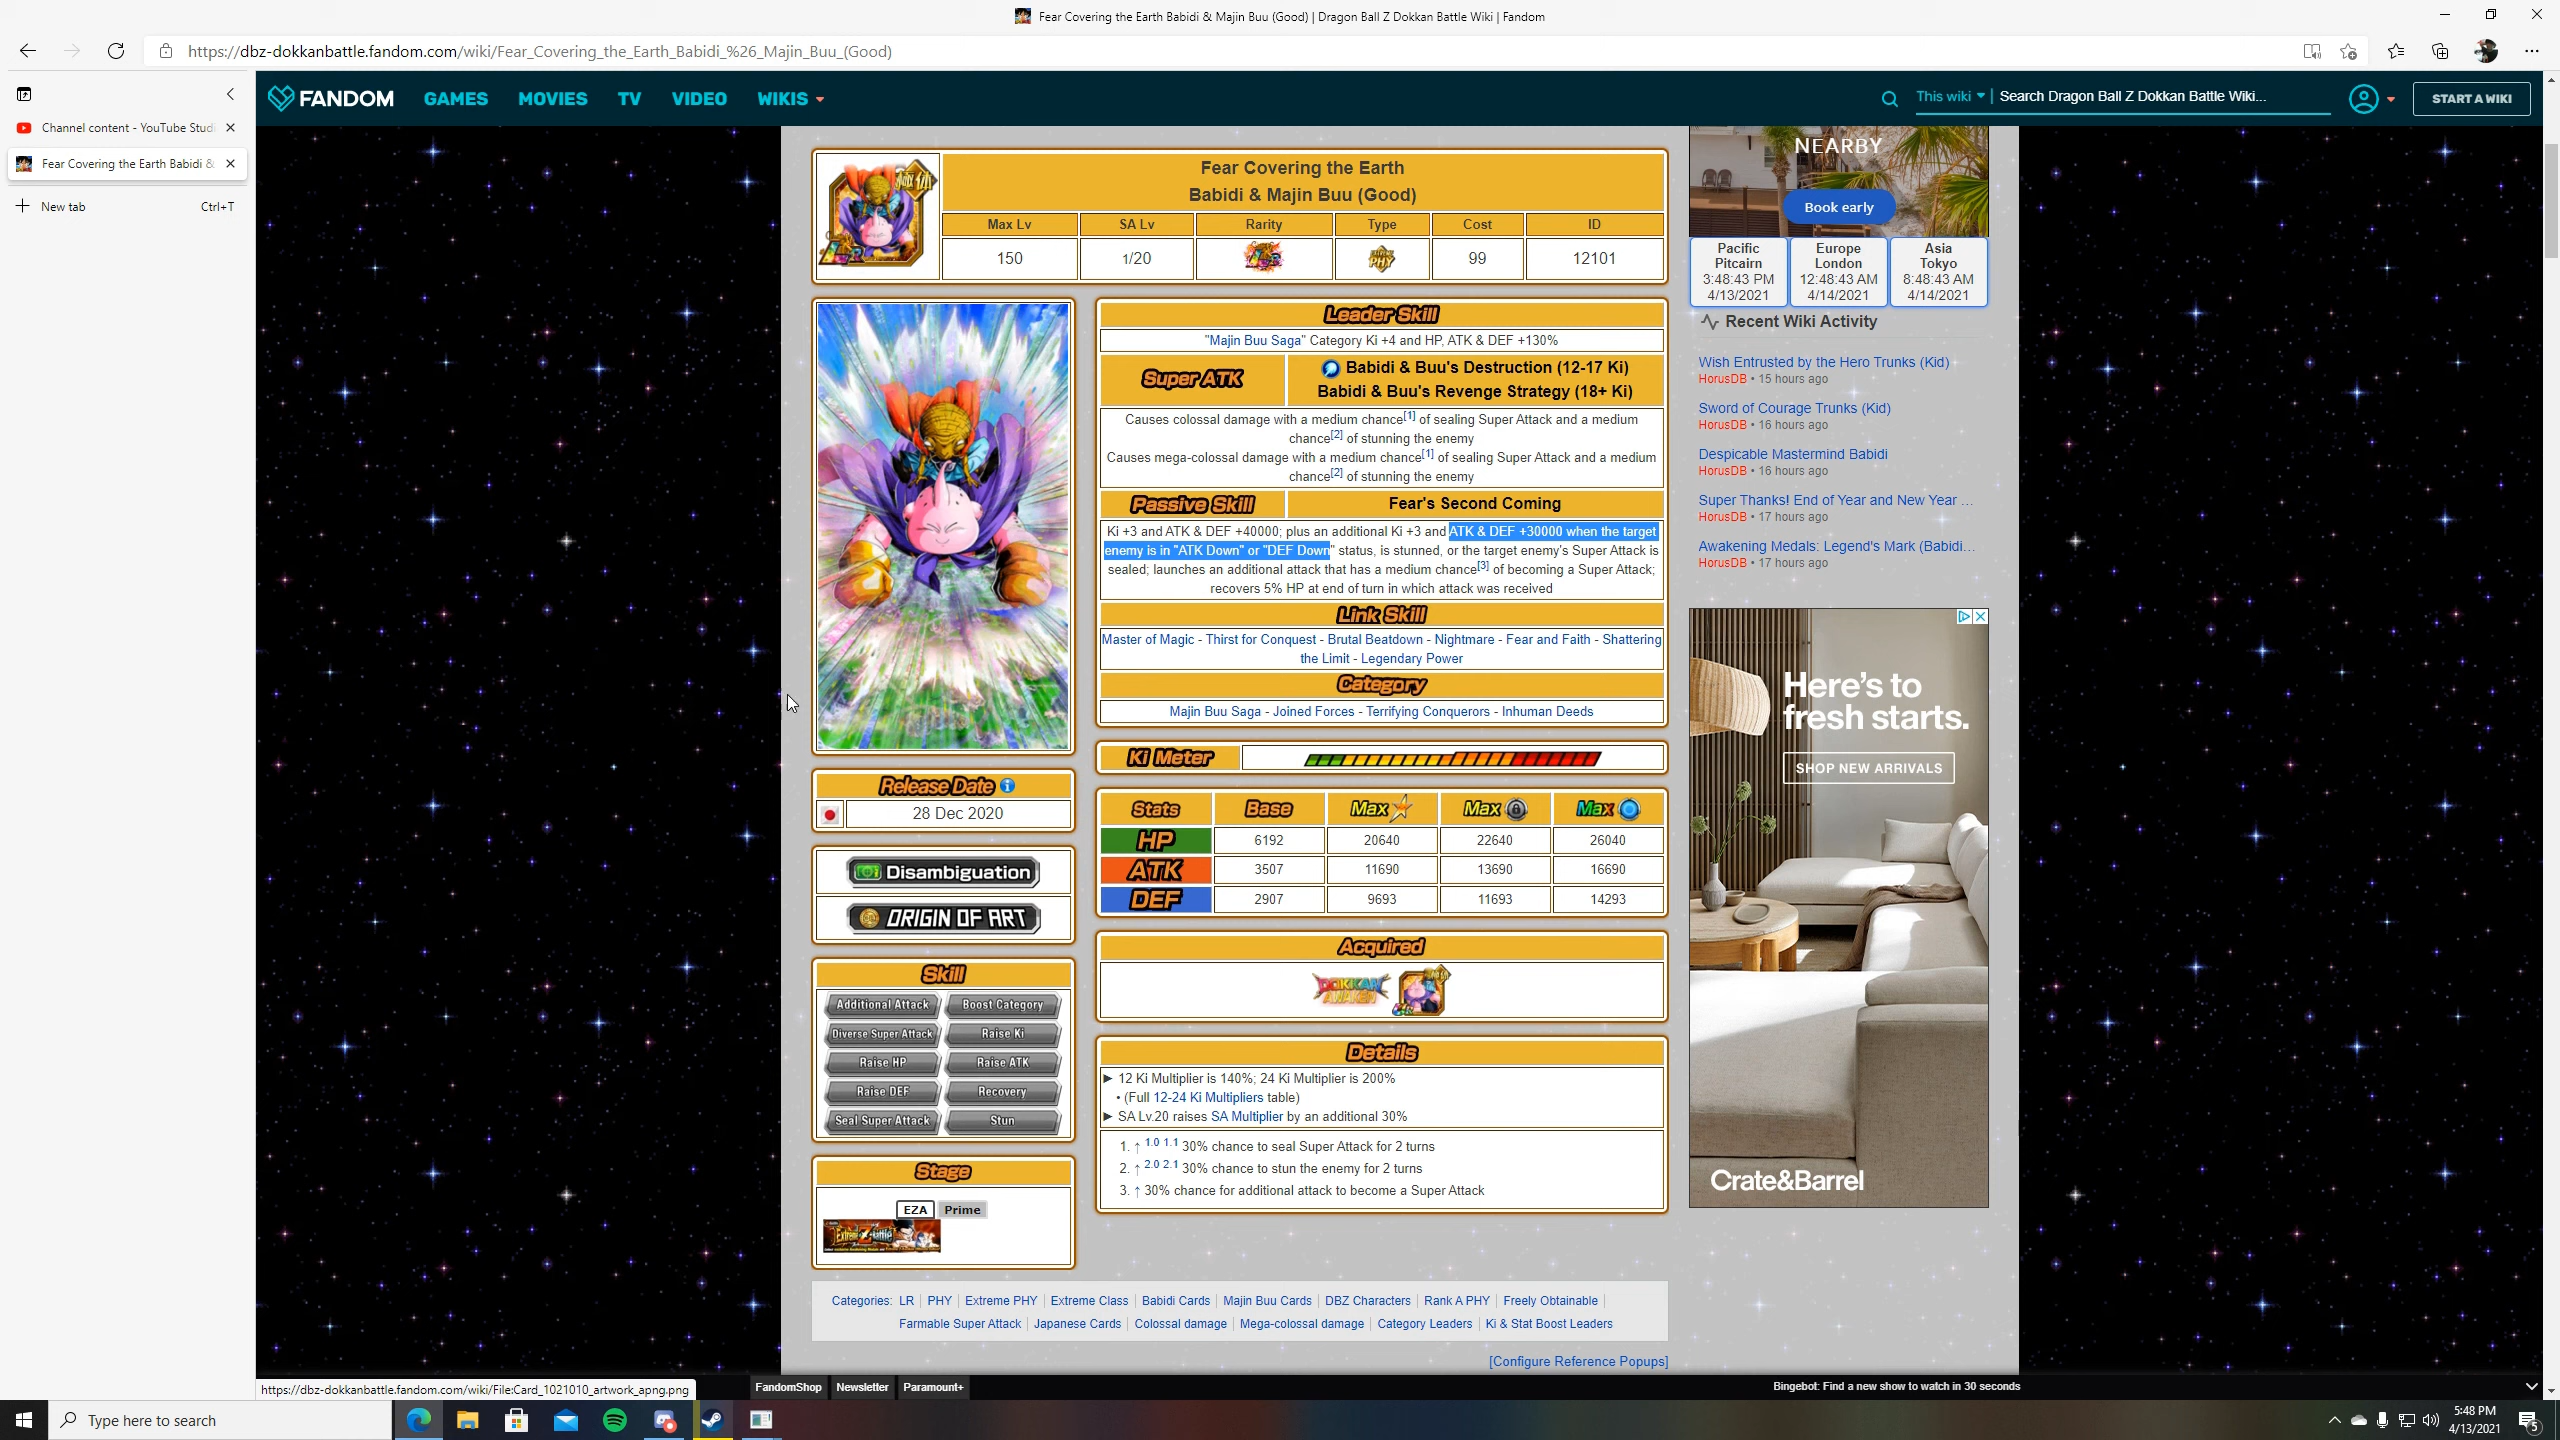 Fear Covering the Earth Babidi & Majin Buu (Good) | Dragon Ball Z Dokkan Battle Wiki | Fandom
https://dbz-dokkanbattle.fandom.com/wiki/Fear_Covering_the_Earth_Babidi_%26_Majin_Buu_(Good)
Channel content - YouTube Studi
Fear Covering the Earth Babidi &
New tab Ctrl+T
FANDOM GAMES MOVIES TV VIDEO WIKIS
This wiki Search Dragon Ball Z Dokkan Battle Wiki...
START A WIKI
Fear Covering the Earth
Babidi & Majin Buu (Good)
Max Lv SA Lv Rarity Type Cost ID
150 1/20 LR PHY 99 12101
Leader Skill
"Majin Buu Saga" Category Ki +4 and HP, ATK & DEF +130%
Super ATK
Babidi & Buu's Destruction (12-17 Ki)
Babidi & Buu's Revenge Strategy (18+ Ki)
Causes colossal damage with a medium chance[1] of sealing Super Attack and a medium
chance[2] of stunning the enemy
Causes mega-colossal damage with a medium chance[1] of sealing Super Attack and a medium
chance[2] of stunning the enemy
Passive Skill Fear's Second Coming
Ki +3 and ATK & DEF +40000; plus an additional Ki +3 and ATK & DEF +30000 when the target
enemy is in "ATK Down" or "DEF Down" status, is stunned, or the target enemy's Super Attack is
sealed; launches an additional attack that has a medium chance[3] of becoming a Super Attack;
recovers 5% HP at end of turn in which attack was received
Link Skill
Master of Magic - Thirst for Conquest - Brutal Beatdown - Nightmare - Fear and Faith - Shattering
the Limit - Legendary Power
Category
Majin Buu Saga - Joined Forces - Terrifying Conquerors - Inhuman Deeds
Ki Meter
Release Date
28 Dec 2020
Disambiguation
ORIGIN OF ART
Stats Base Max Max Max
HP 6192 20640 22640 26040
ATK 3507 11690 13690 16690
DEF 2907 9693 11693 14293
Acquired
DOKKAN AWAKEN
Skill
Additional Attack Boost Category
Diverse Super Attack Raise Ki
Raise HP Raise ATK
Raise DEF Recovery
Seal Super Attack Stun
Details
► 12 Ki Multiplier is 140%; 24 Ki Multiplier is 200%
• (Full 12-24 Ki Multipliers table)
► SA Lv.20 raises SA Multiplier by an additional 30%
1. ↑ 1.0 1.1 30% chance to seal Super Attack for 2 turns
2. ↑ 2.0 2.1 30% chance to stun the enemy for 2 turns
3. ↑ 30% chance for additional attack to become a Super Attack
Stage
EZA Prime
Categories: LR PHY Extreme PHY Extreme Class Babidi Cards Majin Buu Cards DBZ Characters Rank A PHY Freely Obtainable
Farmable Super Attack Japanese Cards Colossal damage Mega-colossal damage Category Leaders Ki & Stat Boost Leaders
[Configure Reference Popups]
NEARBY
Book early
Pacific Europe Asia
Pitcairn London Tokyo
3:48:43 PM 12:48:43 AM 8:48:43 AM
4/13/2021 4/14/2021 4/14/2021
Recent Wiki Activity
Wish Entrusted by the Hero Trunks (Kid)
HorusDB • 15 hours ago
Sword of Courage Trunks (Kid)
HorusDB • 16 hours ago
Despicable Mastermind Babidi
HorusDB • 16 hours ago
Super Thanks! End of Year and New Year ...
HorusDB • 17 hours ago
Awakening Medals: Legend's Mark (Babidi...
HorusDB • 17 hours ago
Here's to
fresh starts.
SHOP NEW ARRIVALS
Crate&Barrel
https://dbz-dokkanbattle.fandom.com/wiki/File:Card_1021010_artwork_apng.png
FandomShop Newsletter Paramount+
Bingebot: Find a new show to watch in 30 seconds
Type here to search
5:48 PM
4/13/2021
5